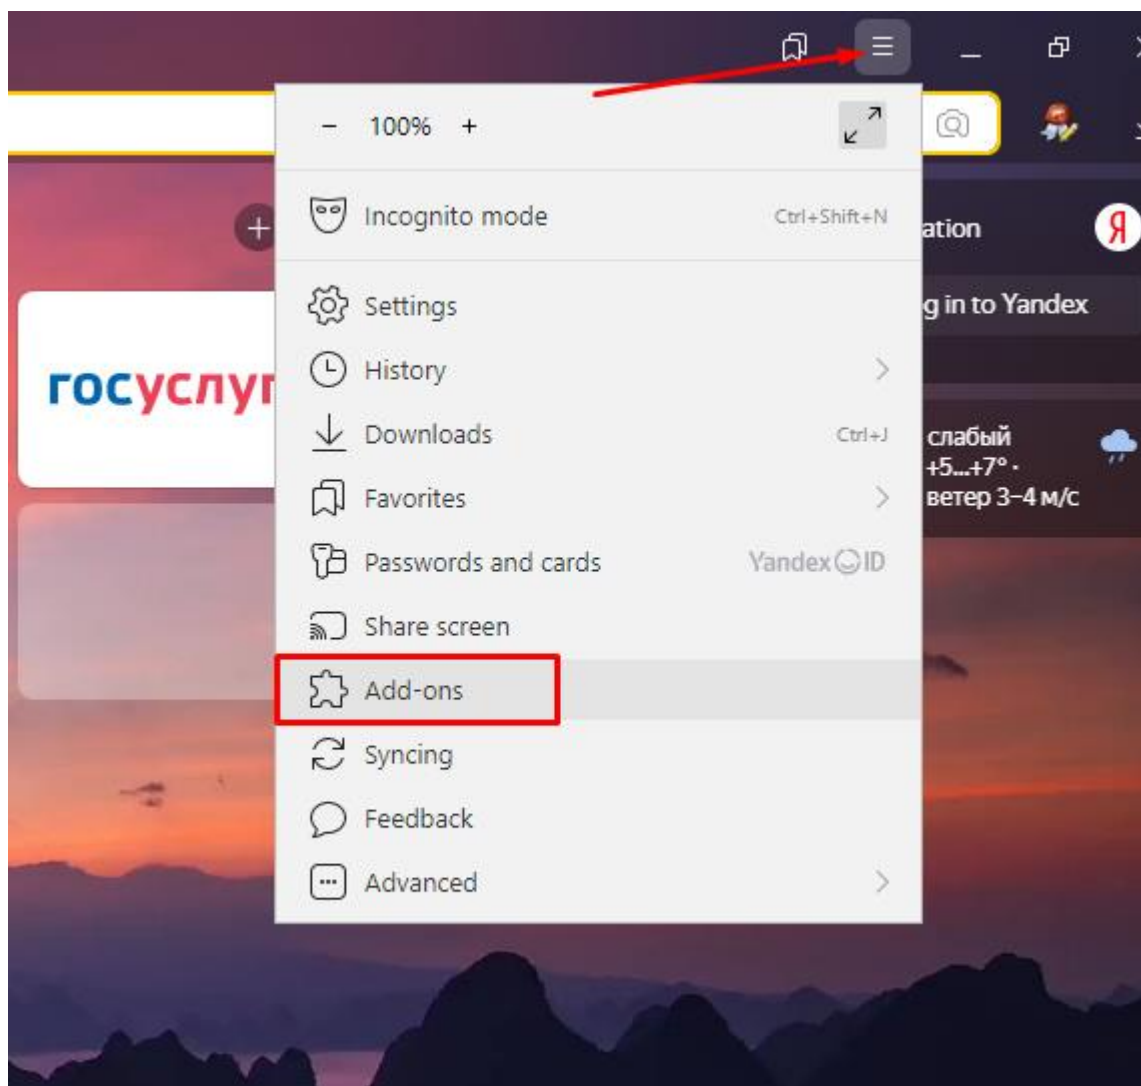 − 100% +
Incognito mode Ctrl+Shift+N
ation
Я
Settings
g in to Yandex
History
госуслуг
Downloads Ctrl+J
слабый
+5...+7° ·
ветер 3−4 м/с
Favorites
Passwords and cards Yandex ID
Share screen
Add-ons
Syncing
Feedback
Advanced